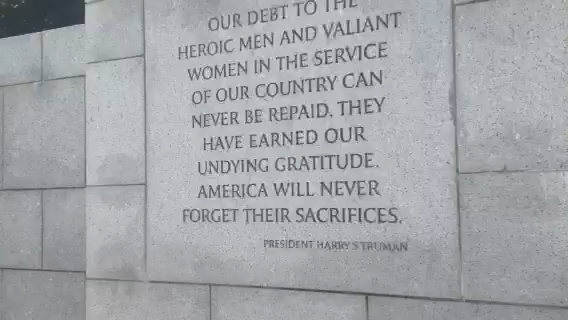 OUR DEBT TO THE
HEROIC MEN AND VALIANT
WOMEN IN THE SERVICE
OF OUR COUNTRY CAN
NEVER BE REPAID. THEY
HAVE EARNED OUR
UNDYING GRATITUDE.
AMERICA WILL NEVER
FORGET THEIR SACRIFICES.
PRESIDENT HARRY S TRUMAN